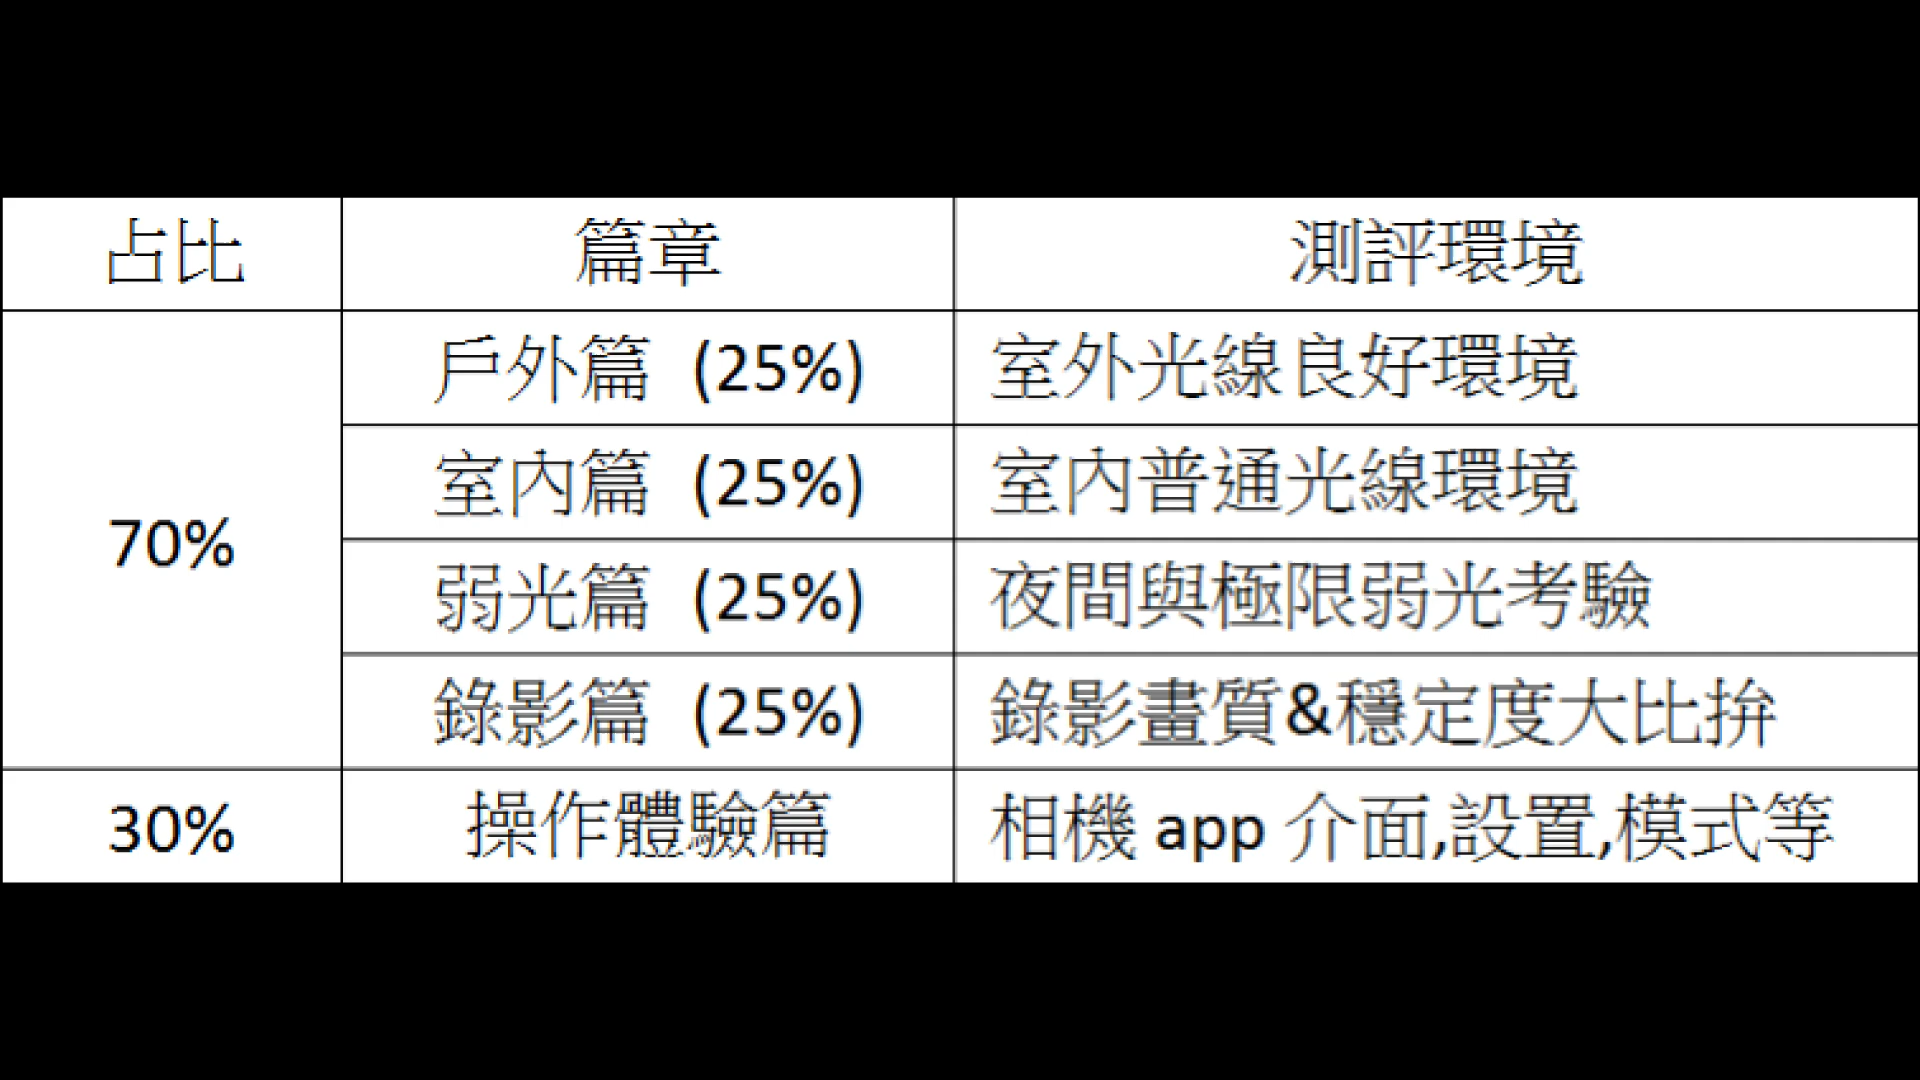 占比 篇章 測評環境
70%
戶外篇 (25%) 室外光線良好環境
室內篇 (25%) 室內普通光線環境
弱光篇 (25%) 夜間與極限弱光考驗
錄影篇 (25%) 錄影畫質&穩定度大比拚
30% 操作體驗篇 相機 app 介面,設置,模式等